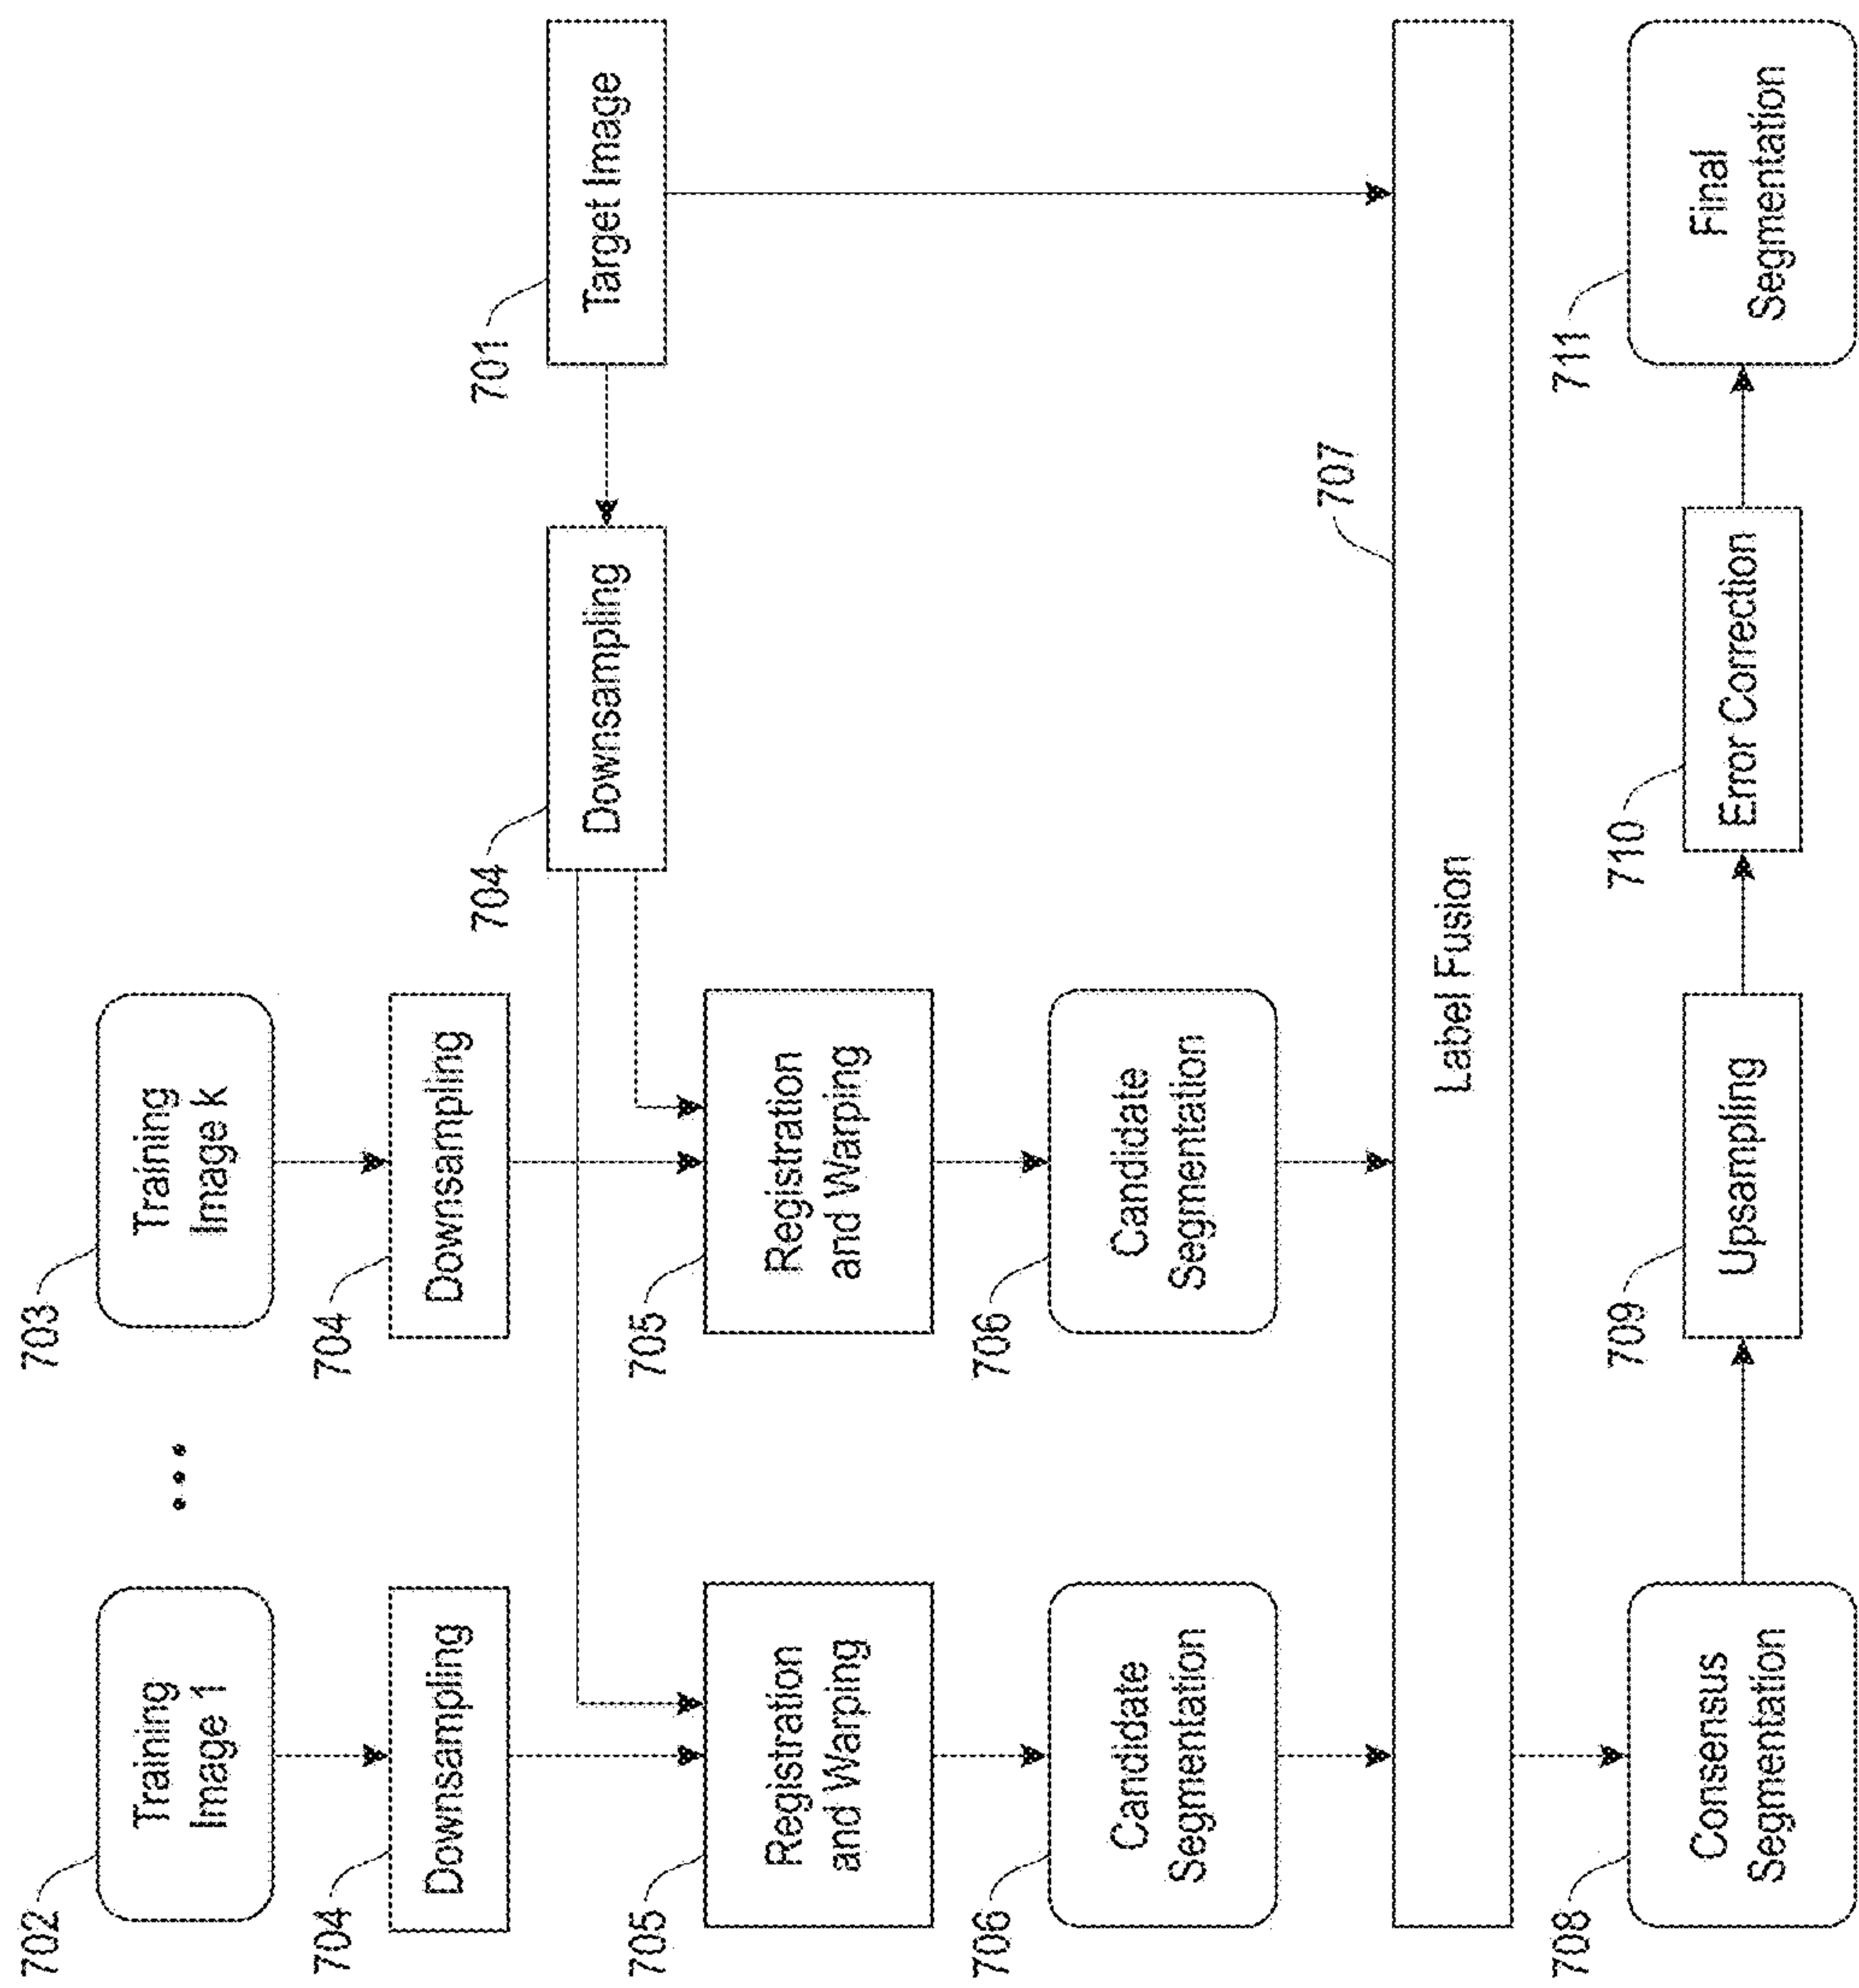 702
Training
Image 1
703
Training
Image k
704
Downsampling
704
Downsampling
704
Downsampling
701
Target Image
705
Registration
and Warping
705
Registration
and Warping
706
Candidate
Segmentation
706
Candidate
Segmentation
707
Label Fusion
708
Consensus
Segmentation
709
Upsampling
710
Error Correction
711
Final
Segmentation